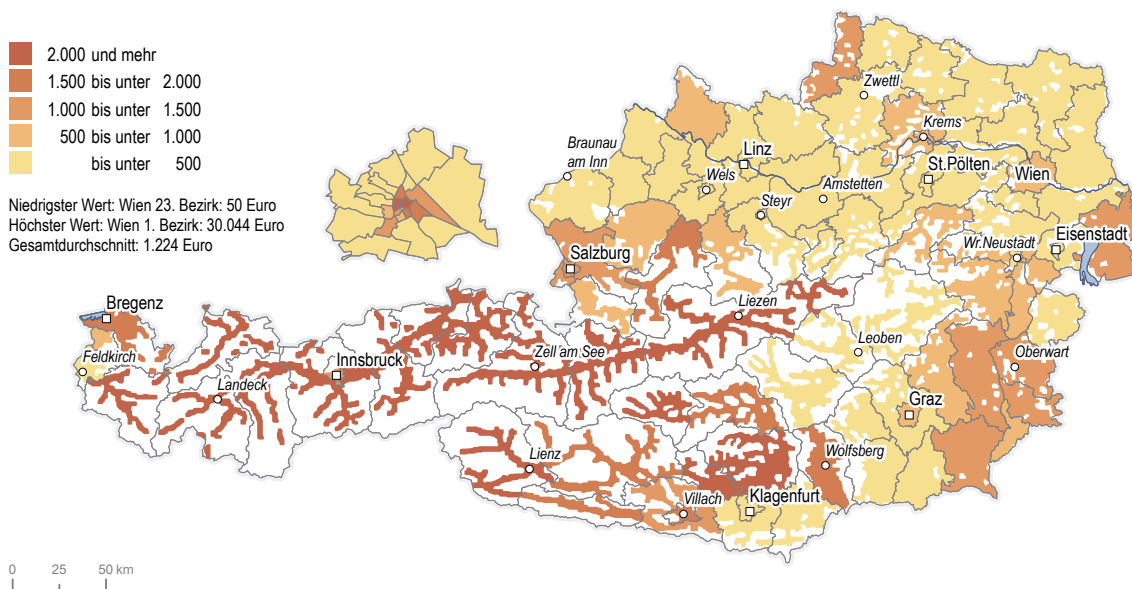 2.000 und mehr
1.500 bis unter 2.000
1.000 bis unter 1.500
500 bis unter 1.000
bis unter 500
Niedrigster Wert: Wien 23. Bezirk: 50 Euro
Höchster Wert: Wien 1. Bezirk: 30.044 Euro
Gesamtdurchschnitt: 1.224 Euro
Zwettl
Krems
Braunau
am Inn
Linz
St.Pölten
Wien
Wels
Amstetten
Steyr
Eisenstadt
Wr.Neustadt
Salzburg
Bregenz
Liezen
Leoben
Feldkirch
Innsbruck
Zell am See
Oberwart
Landeck
Graz
Lienz
Wolfsberg
Villach
Klagenfurt
0 25 50 km